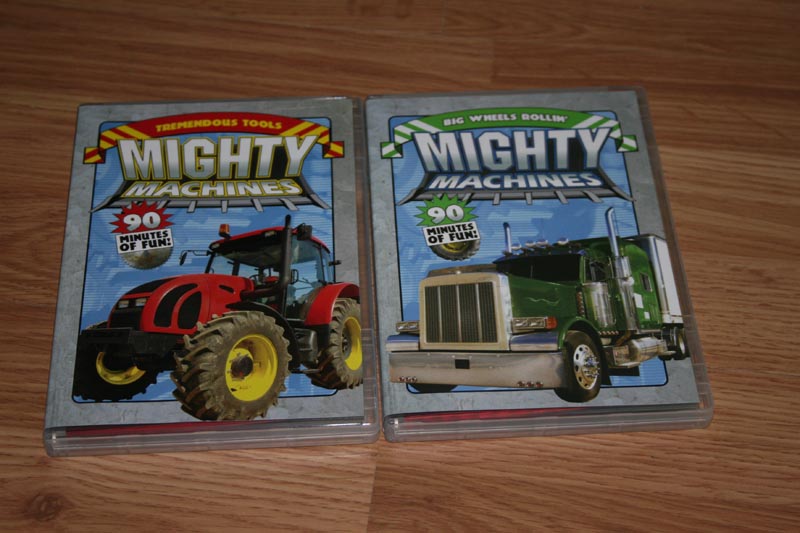 TREMENDOUS TOOLS
MIGHTY
MACHINES
90
MINUTES
OF FUN!
BIG WHEELS ROLLIN'
MIGHTY
MACHINES
90
MINUTES
OF FUN!